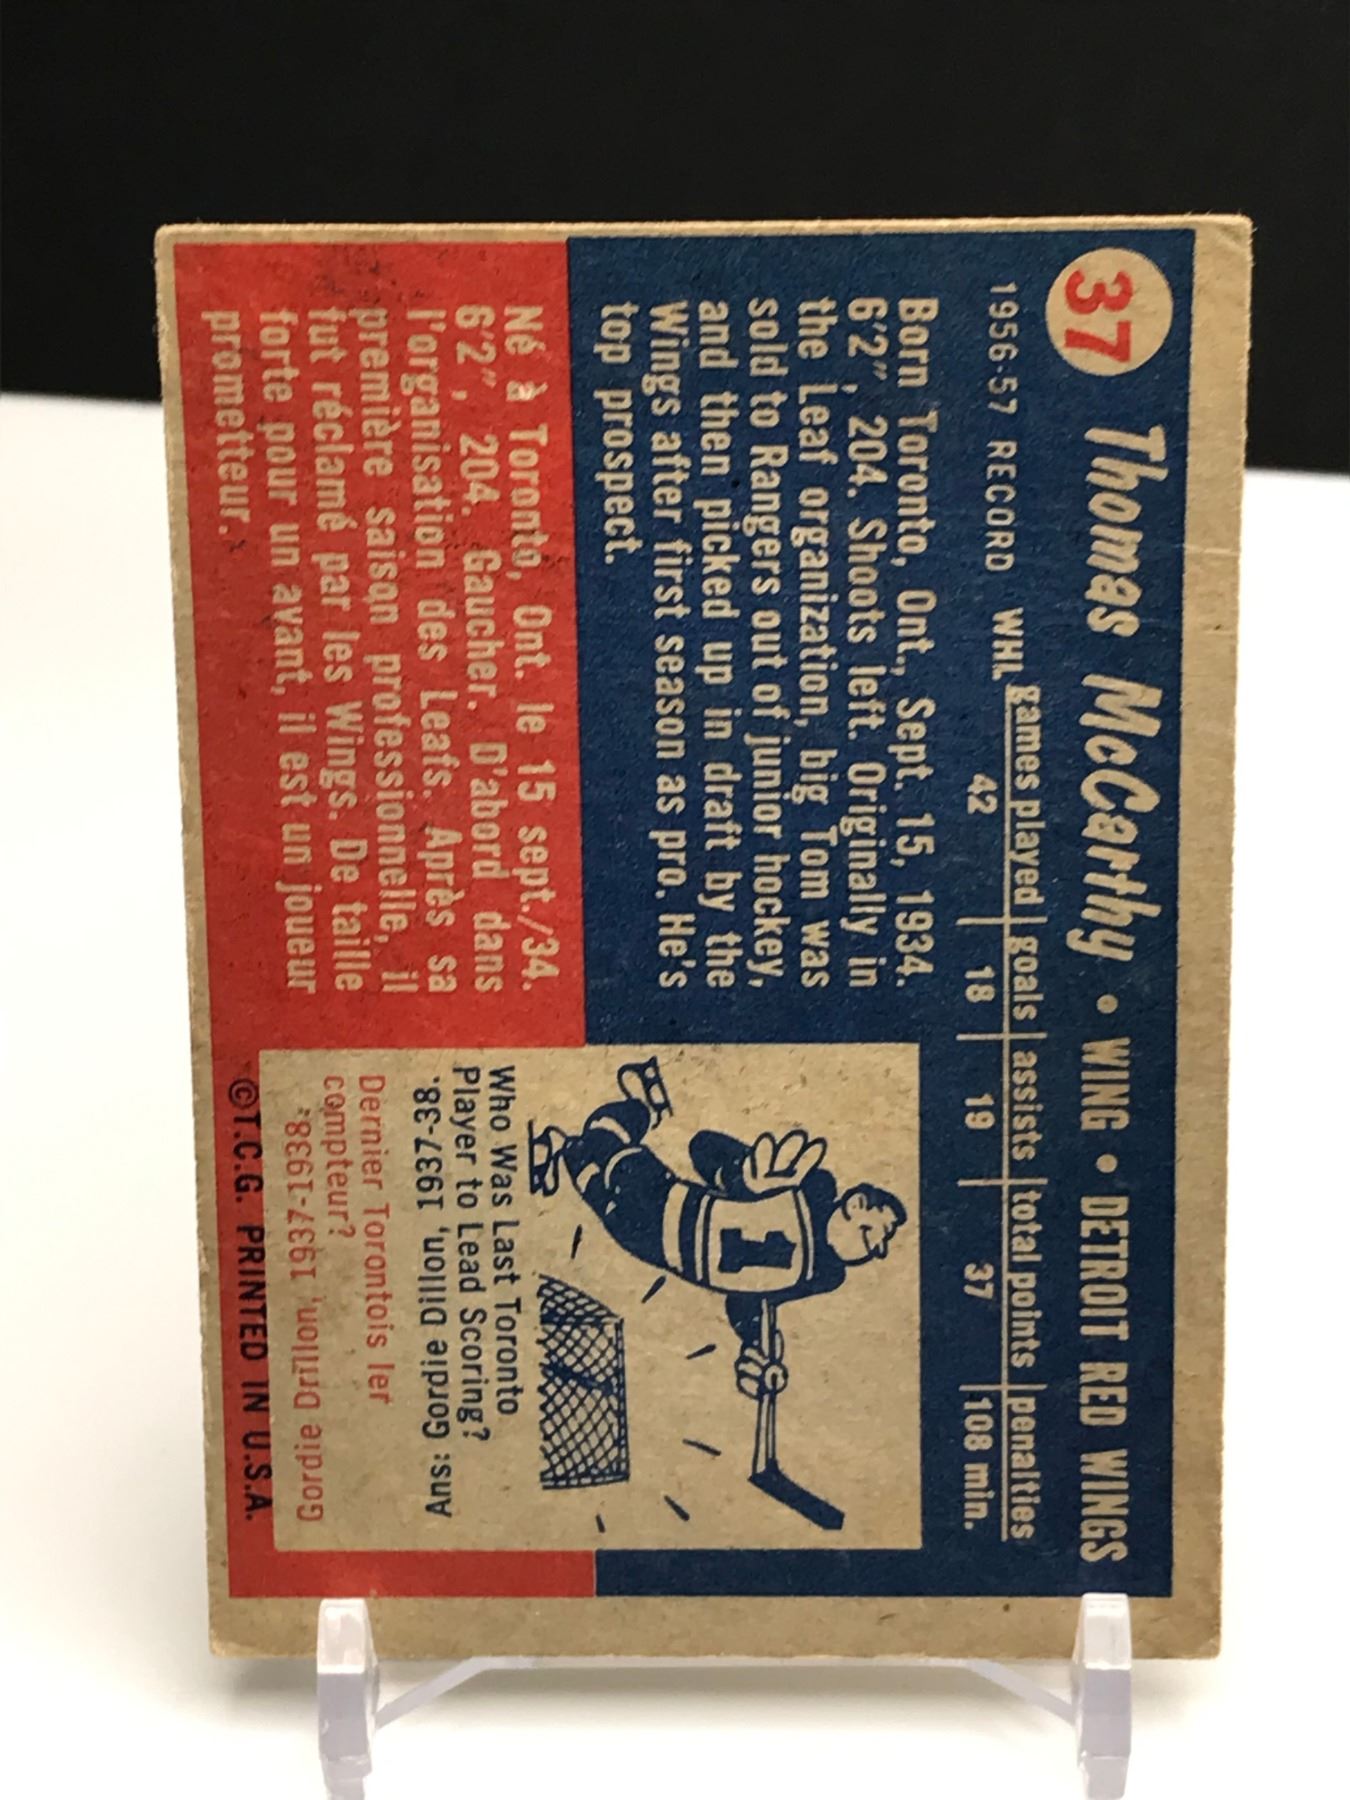 37 Thomas McCarthy • WING • DETROIT RED WINGS
games played goals assists total points penalties
1956-57 RECORD WHL 42 18 19 37 108 min.
Born Toronto, Ont., Sept. 15, 1934.
6'2", 204. Shoots left. Originally in
the Leaf organization, big Tom was
sold to Rangers out of junior hockey,
and then picked up in draft by the
Wings after first season as pro. He's
top prospect.
Né à Toronto, Ont. le 15 sept./34.
6'2", 204. Gaucher. D'abord dans
l'organisation des Leafs. Après sa
première saison professionnelle, il
fut réclamé par les Wings. De taille
forte pour un avant, il est un joueur
prometteur.
1
Who Was Last Toronto
Player to Lead Scoring?
Ans: Gordie Dillon, 1937-38.
Dernier Torontois ler
compteur?
Gordie Drillon, 1937-1938.
©T.C.G. PRINTED IN U.S.A.